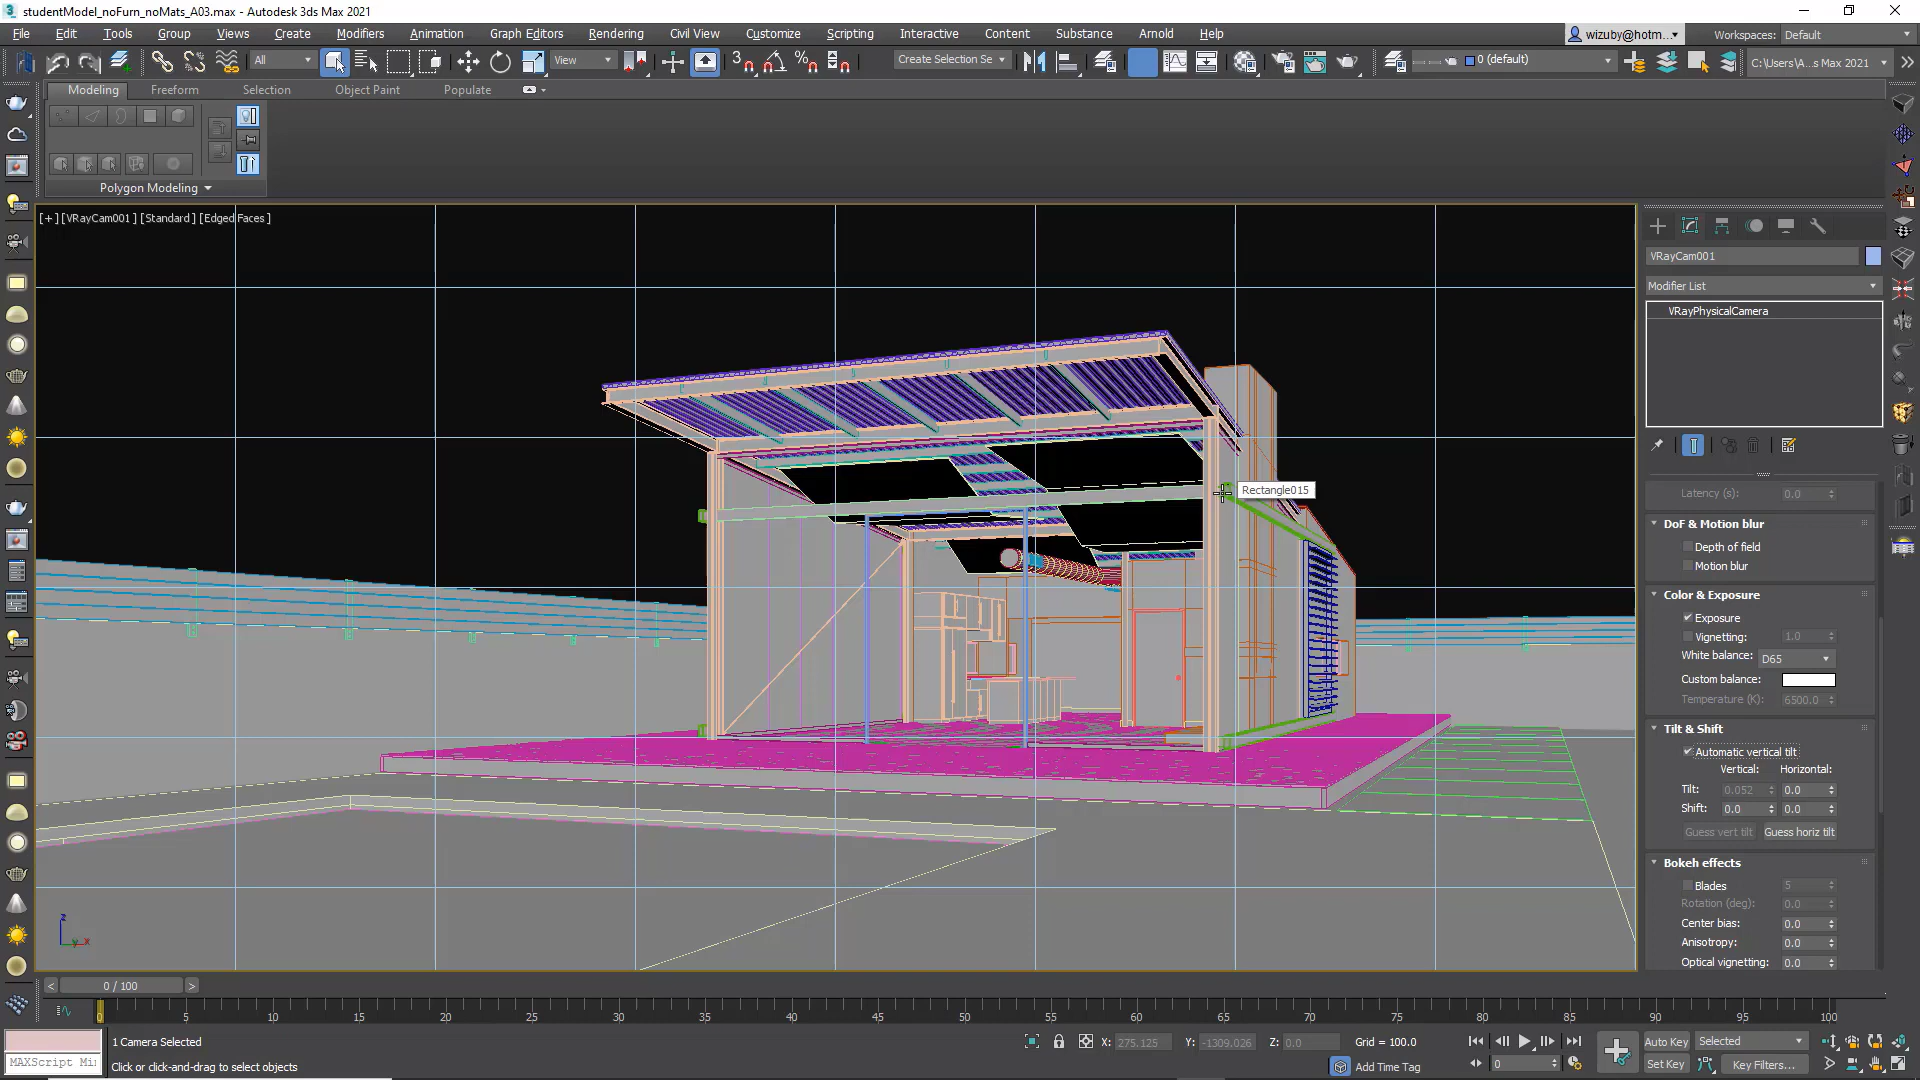 studentModel_noFurn_noMats_A03.max - Autodesk 3ds Max 2021
File Edit Tools Group Views Create Modifiers Animation Graph Editors Rendering Civil View Customize Scripting Interactive Content Substance Arnold Help
wizuby@hotm... Workspaces: Default
All View Create Selection Se 0 (default) C:\Users\A...s Max 2021
Modeling Freeform Selection Object Paint Populate
Polygon Modeling
[+] [VRayCam001] [Standard] [Edged Faces]
Rectangle015
VRayCam001
Modifier List
VRayPhysicalCamera
Latency (s): 0.0
DoF & Motion blur
Depth of field
Motion blur
Color & Exposure
Exposure
Vignetting: 1.0
White balance: D65
Custom balance:
Temperature (K): 6500.0
Tilt & Shift
Automatic vertical tilt
Vertical: Horizontal:
Tilt: 0.052 0.0
Shift: 0.0 0.0
Guess vert tilt Guess horiz tilt
Bokeh effects
Blades 5
Rotation (deg): 0.0
Center bias: 0.0
Anisotropy: 0.0
Optical vignetting: 0.0
z
y x
< 0 / 100 >
0 5 10 15 20 25 30 35 40 45 50 55 60 65 70 75 80 85 90 95 100
1 Camera Selected
X: 275.125 Y: -1309.026 Z: 0.0 Grid = 100.0
Auto Key Selected
MAXScript Mi
Click or click-and-drag to select objects
Add Time Tag
0
Set Key Key Filters...